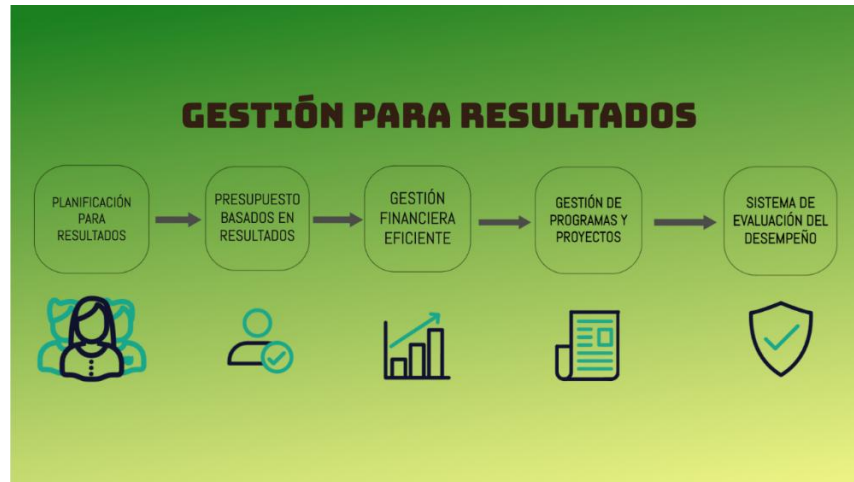 GESTIÓN PARA RESULTADOS
PLANIFICACIÓN
PARA
RESULTADOS
PRESUPUESTO
BASADOS EN
RESULTADOS
GESTIÓN
FINANCIERA
EFICIENTE
GESTIÓN DE
PROGRAMAS Y
PROYECTOS
SISTEMA DE
EVALUACIÓN DEL
DESEMPEÑO